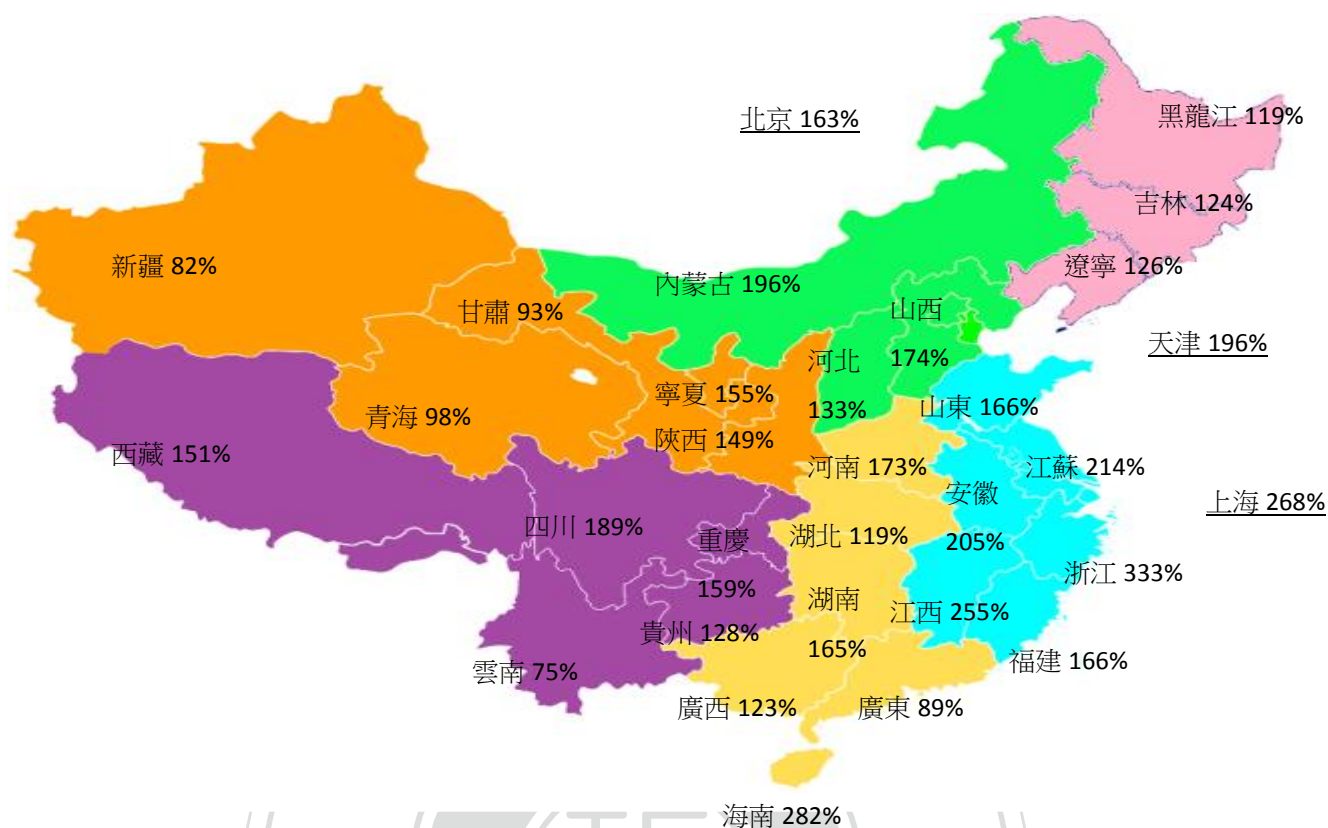 北京 163%
黑龍江 119%
吉林 124%
新疆 82%
遼寧 126%
內蒙古 196%
甘肅 93%
山西
天津 196%
河北
174%
寧夏 155%
133%
山東 166%
青海 98%
陝西 149%
西藏 151%
河南 173%
江蘇 214%
安徽
上海 268%
四川 189%
重慶
湖北 119%
205%
浙江 333%
159%
湖南
江西 255%
貴州 128%
165%
福建 166%
雲南 75%
廣西 123%
廣東 89%
海南 282%